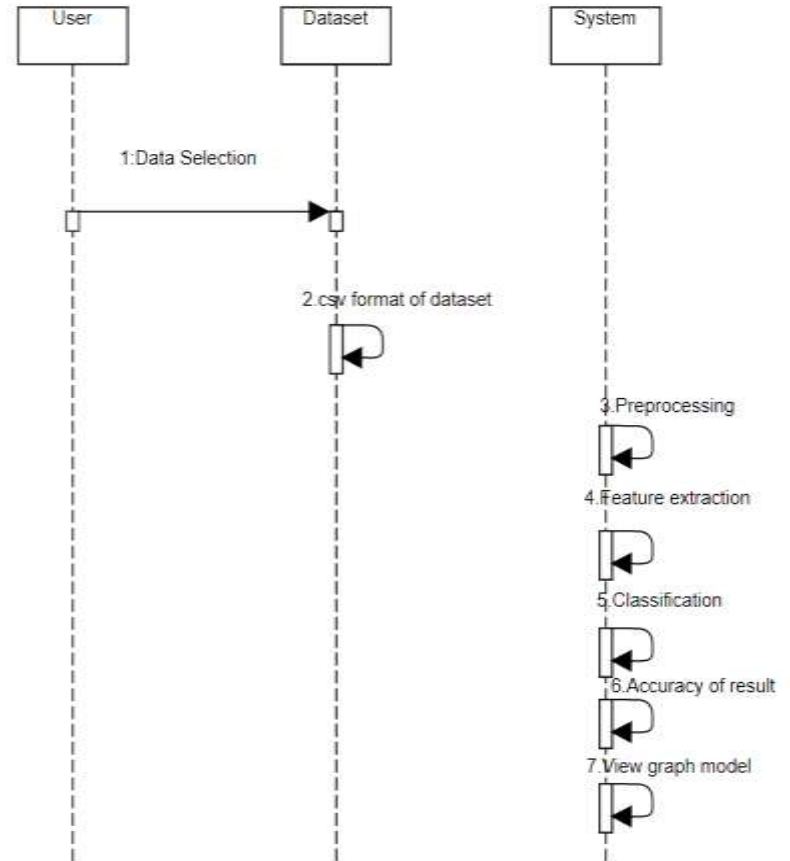 User
Dataset
System
1:Data Selection
2.csv format of dataset
3.Preprocessing
4.Feature extraction
5.Classification
6.Accuracy of result
7.View graph model